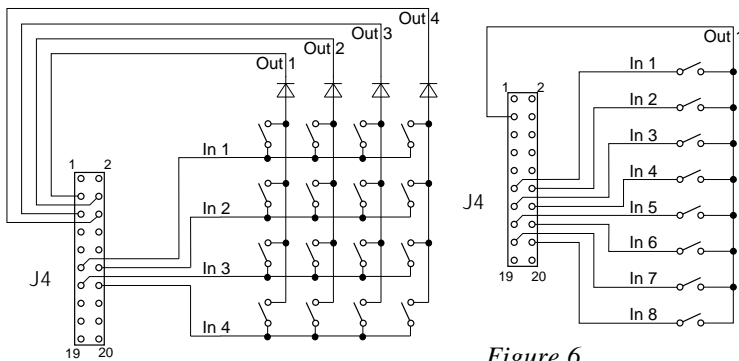 Out 4
Out 3
Out 2
Out 1
1
2
In 1
In 2
J4
In 3
19
20
In 4
1
2
In 1
In 2
In 3
In 4
J4
In 5
In 6
19
20
In 7
In 8
Figure 6